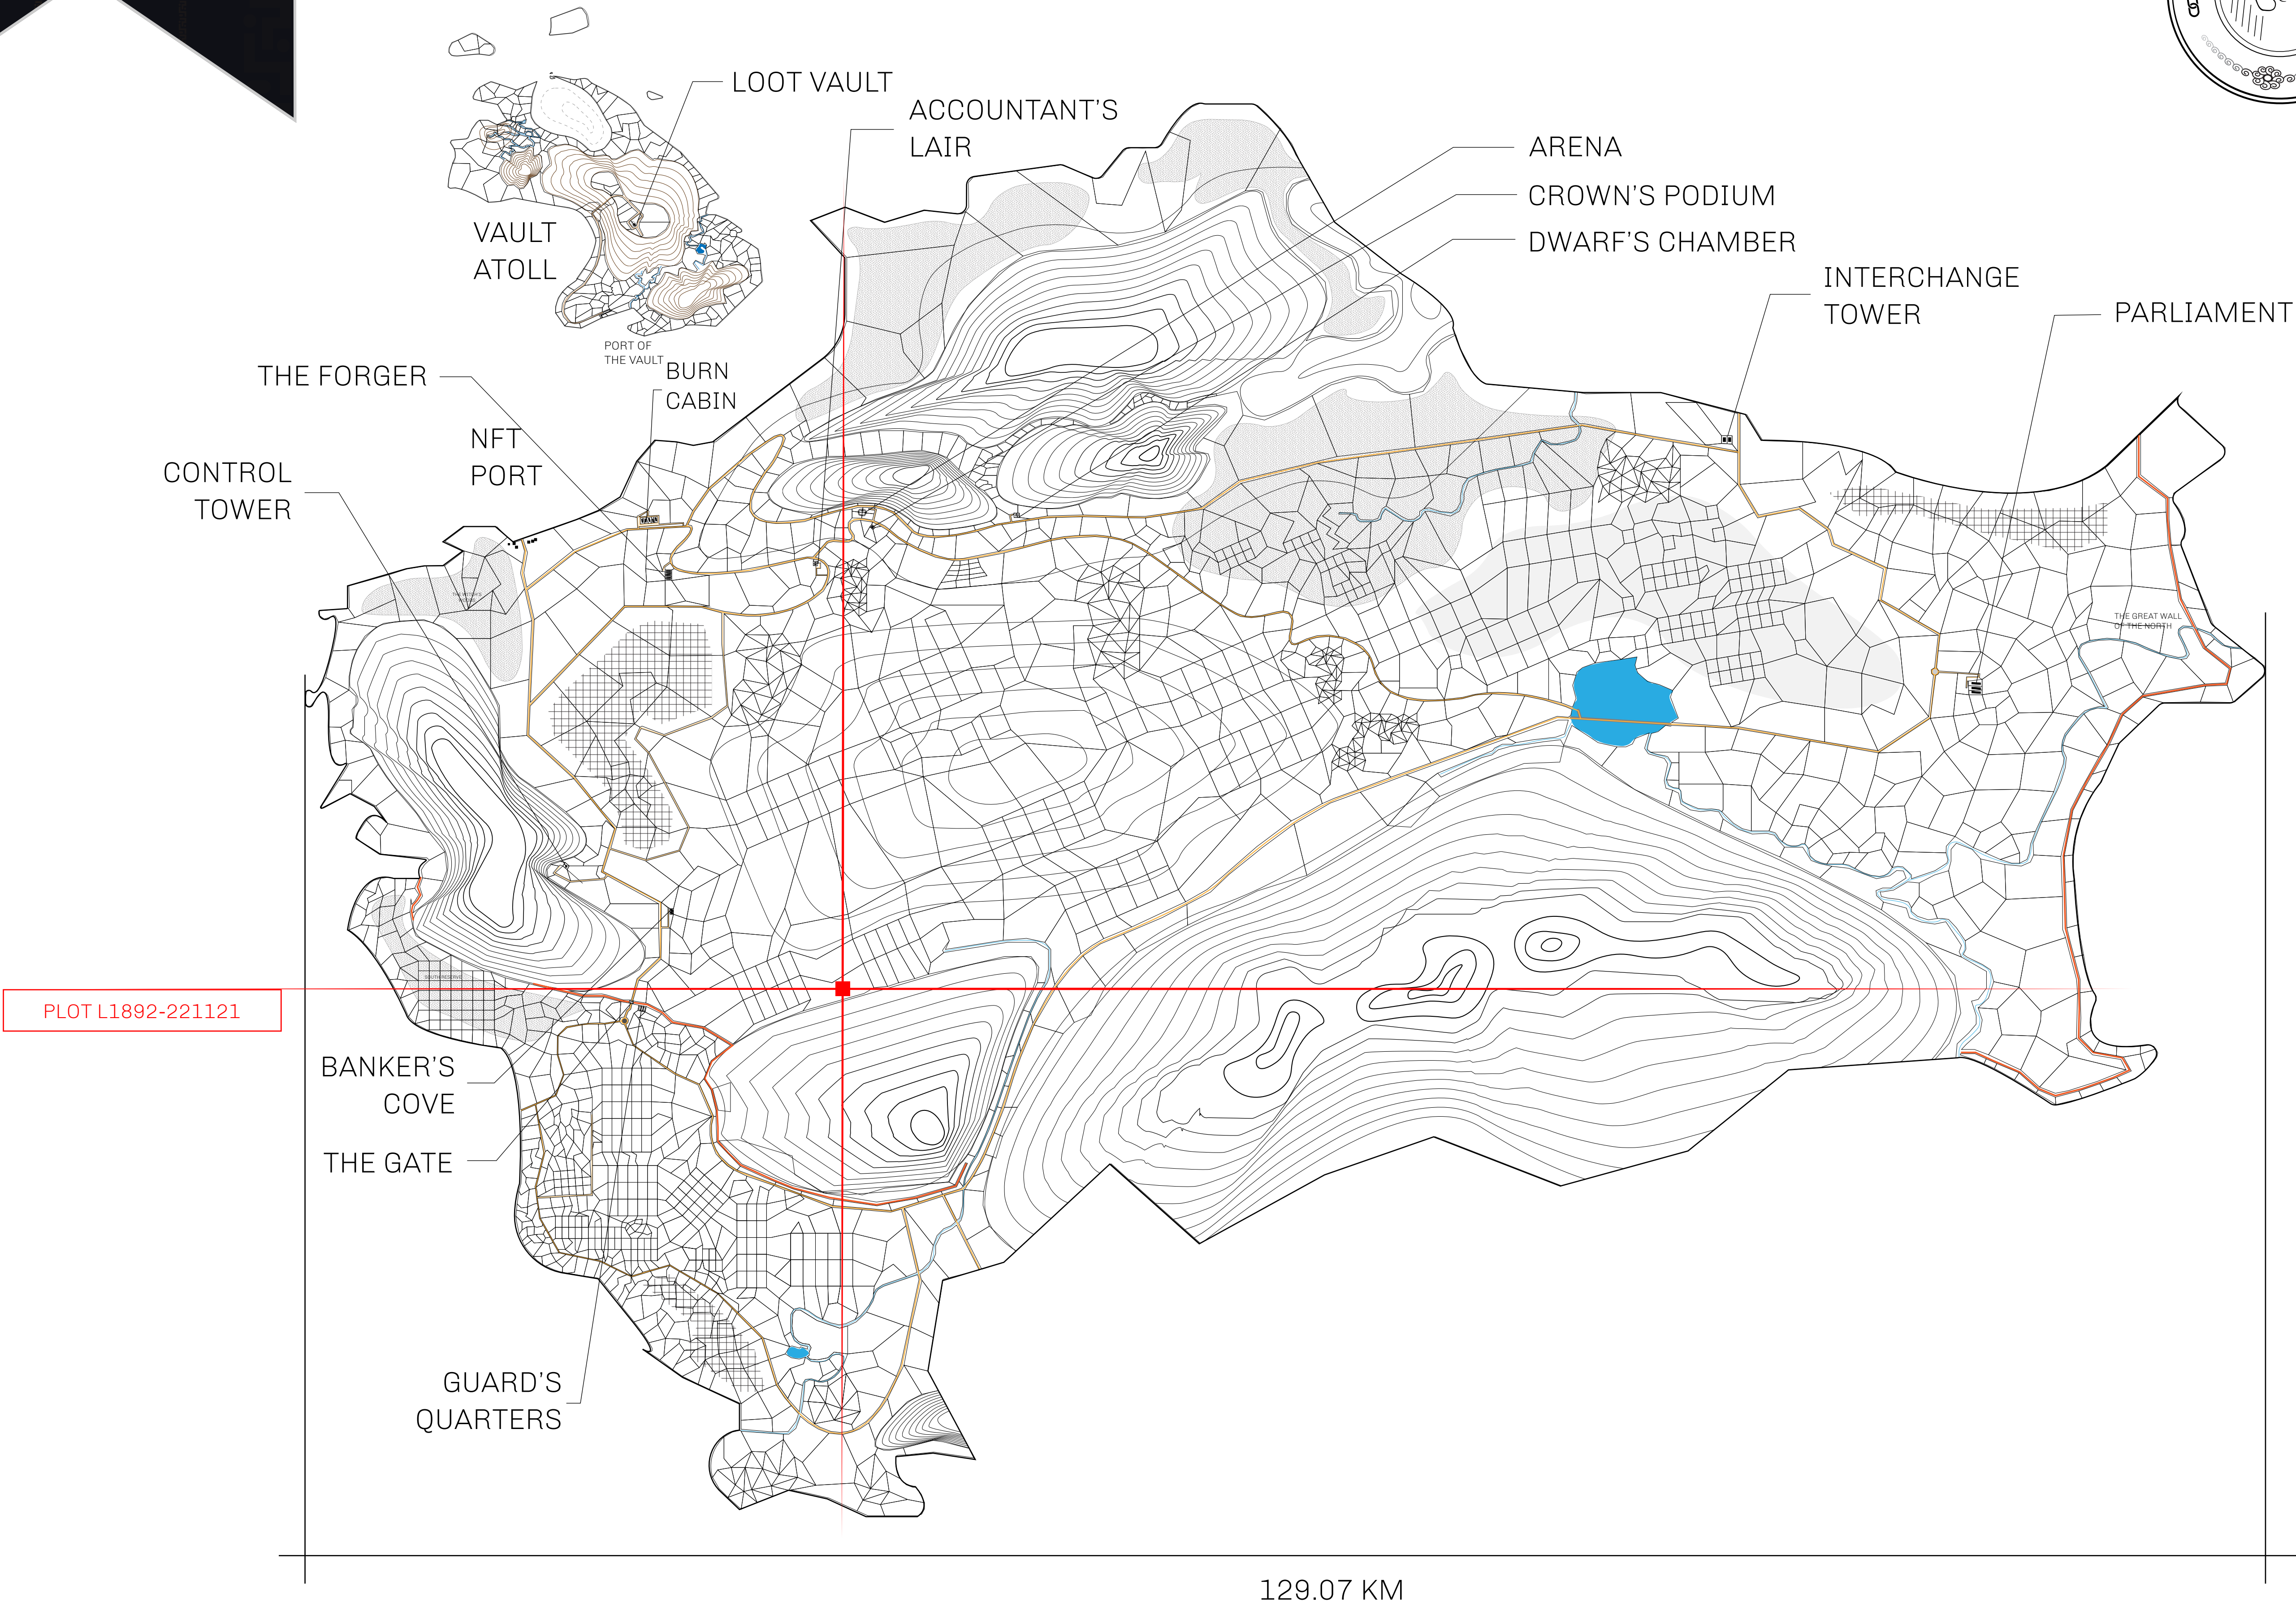 LOOT VAULT
ACCOUNTANT'S
LAIR
ARENA
CROWN'S PODIUM
DWARF'S CHAMBER
VAULT
ATOLL
INTERCHANGE
TOWER
PARLIAMENT
PORT OF
THE VAULT
BURN
CABIN
THE FORGER
NFT
PORT
CONTROL
TOWER
THE GREAT WALL
OF THE NORTH
SOUTH RESERVE
PLOT L1892-221121
BANKER'S
COVE
THE GATE
GUARD'S
QUARTERS
129.07 KM